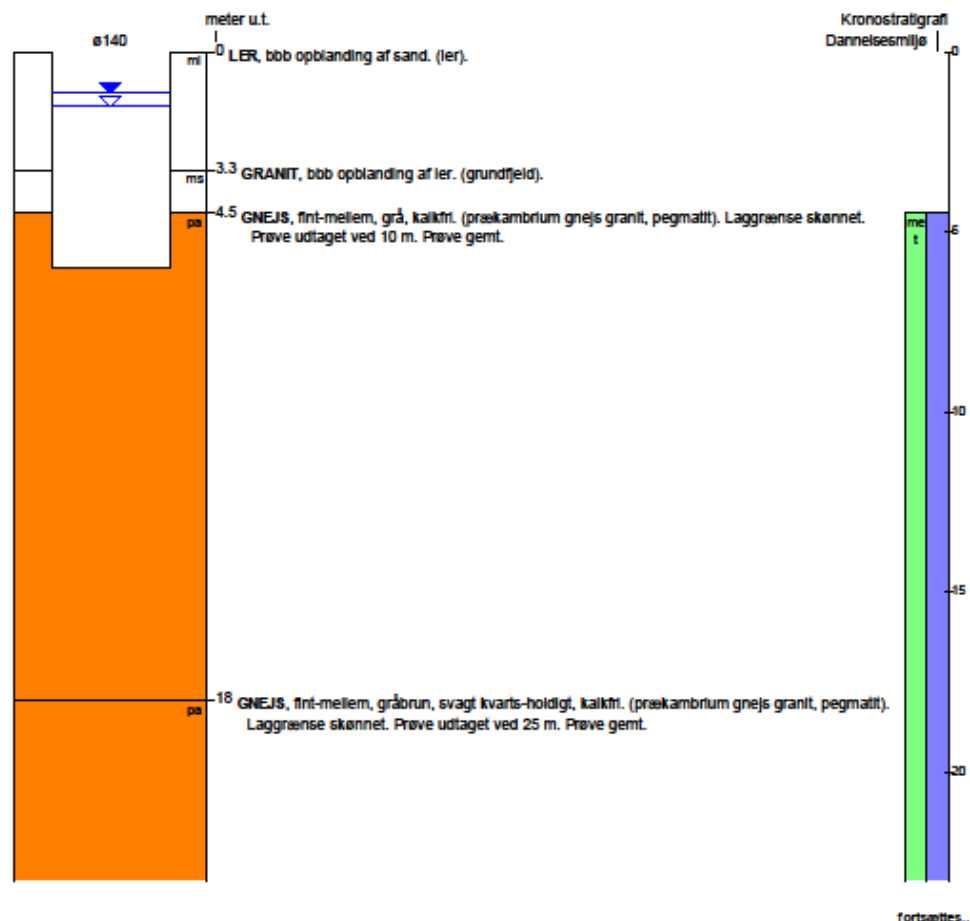 meter u.t.
Kronostratigrafi
ø140
Dannelsesmiljø
0 LER, bbb opblanding af sand. (ler).
0
ml
3.3 GRANIT, bbb opblanding af ler. (grundfjeld).
ms
4.5 GNEJS, fint-mellem, grå, kalkfri. (prækambrium gnejs granit, pegmatit). Laggrænse skønnet.
pa
me
t
5
Prøve udtaget ved 10 m. Prøve gemt.
10
15
18 GNEJS, fint-mellem, gråbrun, svagt kvarts-holdigt, kalkfri. (prækambrium gnejs granit, pegmatit).
pa
Laggrænse skønnet. Prøve udtaget ved 25 m. Prøve gemt.
20
fortsættes..